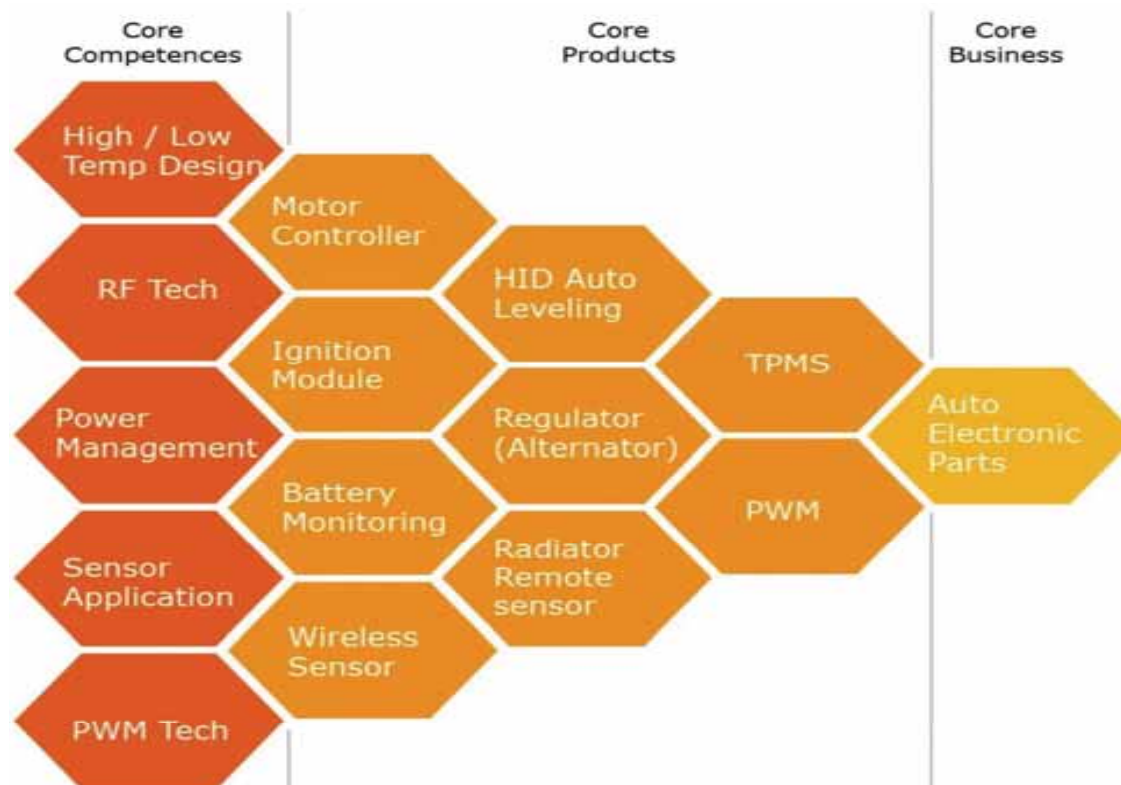 Core
Competences
Core
Products
Core
Business
High / Low
Temp Design
RF Tech
Power
Management
Sensor
Application
PWM Tech
Motor
Controller
Ignition
Module
Battery
Monitoring
Wireless
Sensor
HID Auto
Leveling
Regulator
(Alternator)
Radiator
Remote
sensor
TPMS
PWM
Auto
Electronic
Parts